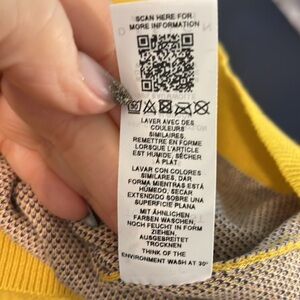 SCAN HERE FOR
MORE INFORMATION
LAVER AVEC DES
COULEURS
SIMILAIRES,
REMETTRE EN FORME
LORSQUE L'ARTICLE
EST HUMIDE, SÉCHER
À PLAT!
LAVAR CON COLORES
SIMILARES, DAR
FORMA MIENTRAS ESTÁ
HÚMEDO, SECAR
EXTENDIDO SOBRE UNA
SUPERFICIE PLANA
MIT ÄHNLICHEN
FARBEN WASCHEN,
NOCH FEUCHT IN FORM
ZIEHEN,
AUSGEBREITET
TROCKNEN
THINK OF THE
ENVIRONMENT WASH AT 30°